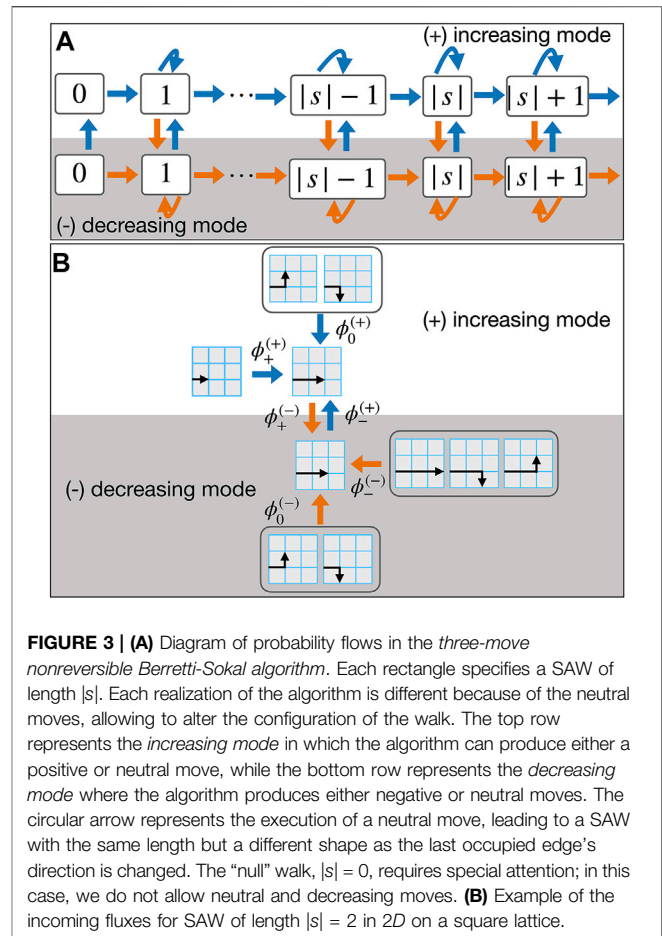 A
(+) increasing mode
0 1 ... |s| − 1 |s| |s| + 1
0 1 ... |s| − 1 |s| |s| + 1
(-) decreasing mode
B
(+) increasing mode
ϕ₀⁽⁺⁾
ϕ₊⁽⁺⁾
ϕ₊⁽⁻⁾ ϕ₋⁽⁺⁾
(-) decreasing mode
ϕ₋⁽⁻⁾
ϕ₀⁽⁻⁾
FIGURE 3 | (A) Diagram of probability flows in the three-move
nonreversible Berretti-Sokal algorithm. Each rectangle specifies a SAW of
length |s|. Each realization of the algorithm is different because of the neutral
moves, allowing to alter the configuration of the walk. The top row
represents the increasing mode in which the algorithm can produce either a
positive or neutral move, while the bottom row represents the decreasing
mode where the algorithm produces either negative or neutral moves. The
circular arrow represents the execution of a neutral move, leading to a SAW
with the same length but a different shape as the last occupied edge’s
direction is changed. The “null” walk, |s| = 0, requires special attention; in this
case, we do not allow neutral and decreasing moves. (B) Example of the
incoming fluxes for SAW of length |s| = 2 in 2D on a square lattice.